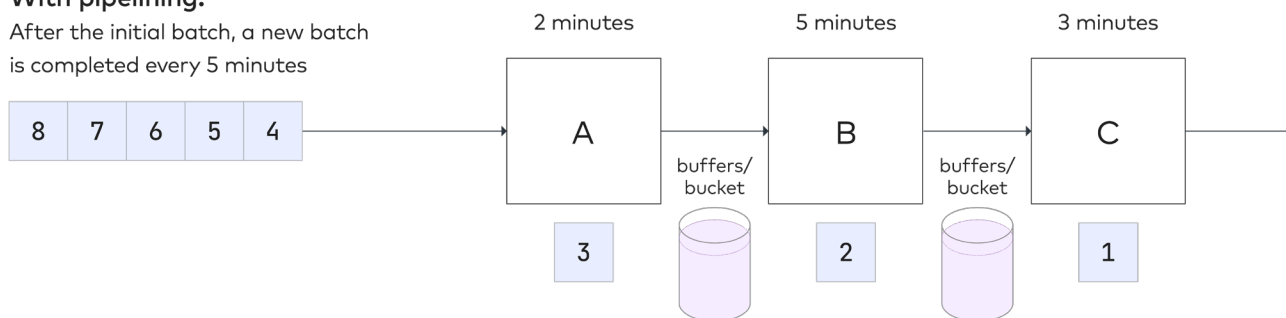 With pipelining:
After the initial batch, a new batch
is completed every 5 minutes
2 minutes
5 minutes
3 minutes
8 7 6 5 4
A
B
C
buffers/
bucket
buffers/
bucket
3
2
1